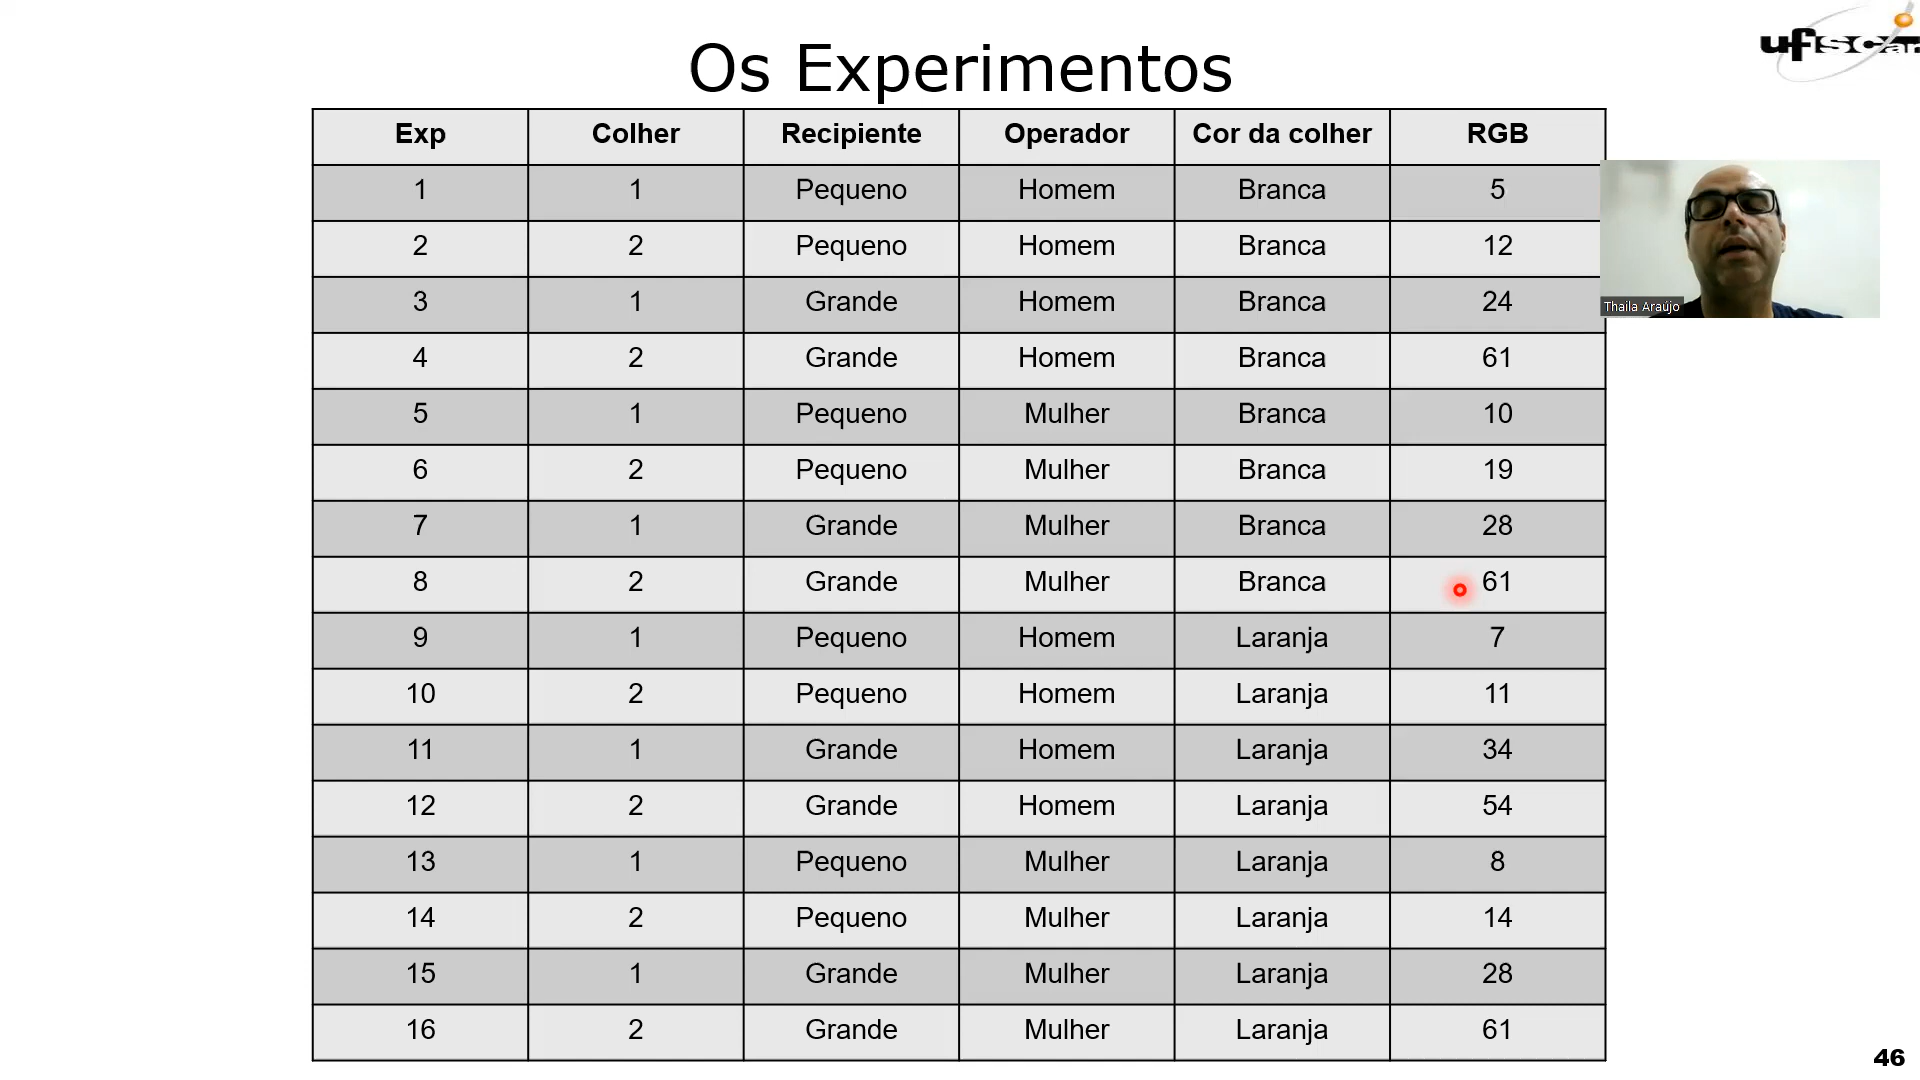 Os Experimentos
ufscar
Exp Colher Recipiente Operador Cor da colher RGB
1 1 Pequeno Homem Branca 5
2 2 Pequeno Homem Branca 12
3 1 Grande Homem Branca 24
4 2 Grande Homem Branca 61
5 1 Pequeno Mulher Branca 10
6 2 Pequeno Mulher Branca 19
7 1 Grande Mulher Branca 28
8 2 Grande Mulher Branca 61
9 1 Pequeno Homem Laranja 7
10 2 Pequeno Homem Laranja 11
11 1 Grande Homem Laranja 34
12 2 Grande Homem Laranja 54
13 1 Pequeno Mulher Laranja 8
14 2 Pequeno Mulher Laranja 14
15 1 Grande Mulher Laranja 28
16 2 Grande Mulher Laranja 61
Thaila Araújo
46